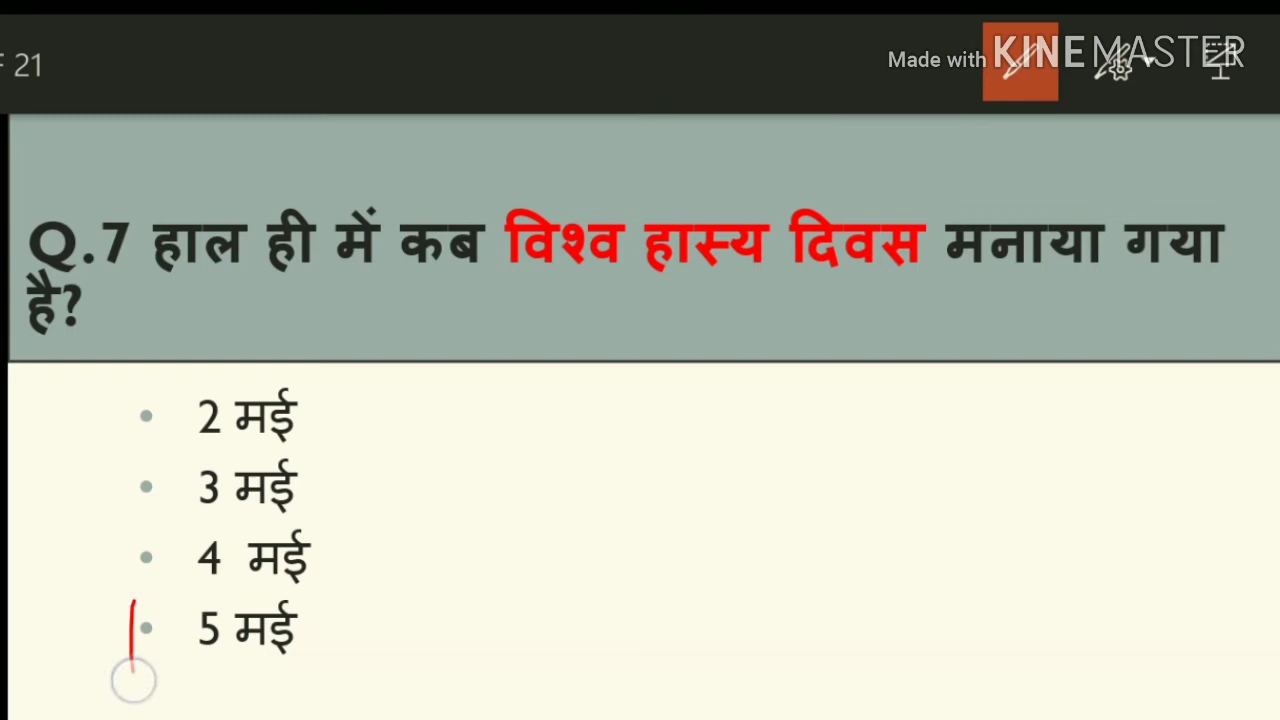 F 21
Made with KINEMASTER
Q.7 हाल ही में कब विश्व हास्य दिवस मनाया गया
है?
2 मई
3 मई
4 मई
5 मई